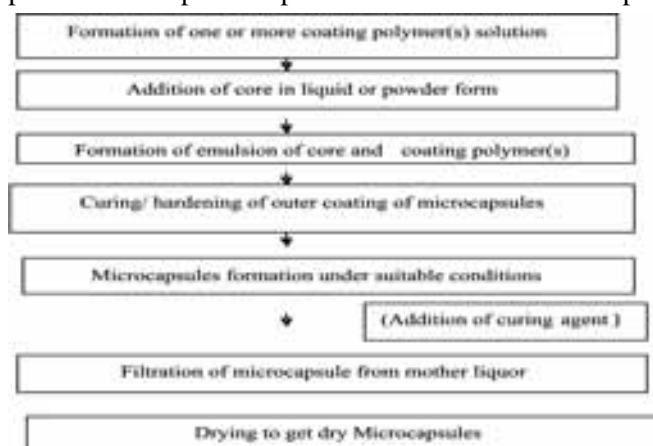 Formation of one or more coating polymer(s) solution
Addition of core in liquid or powder form
Formation of emulsion of core and coating polymer(s)
Curing/ hardening of outer coating of microcapsules
Microcapsules formation under suitable conditions
(Addition of curing agent )
Filtration of microcapsule from mother liquor
Drying to get dry Microcapsules